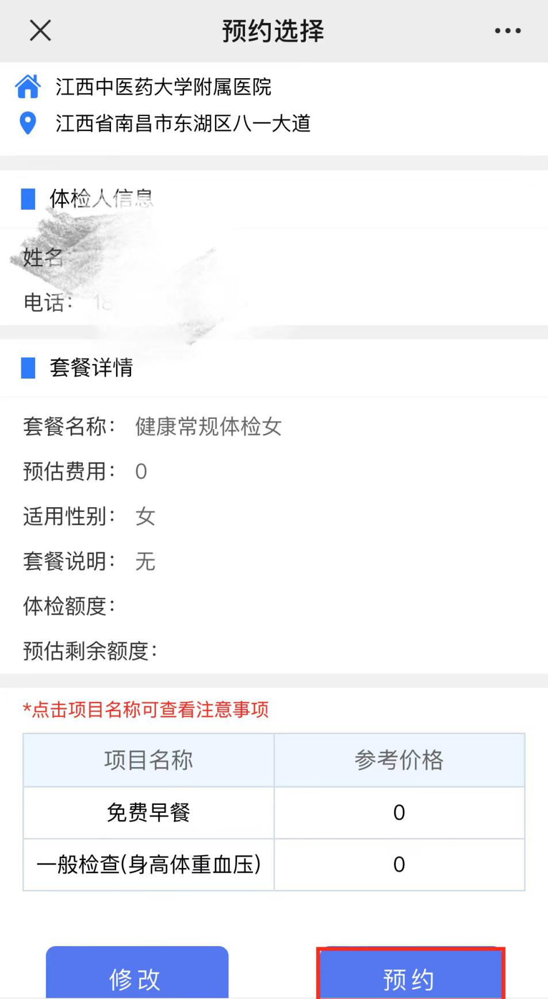 预约选择
江西中医药大学附属医院
江西省南昌市东湖区八一大道
体检人信息
姓名
电话： 18
套餐详情
套餐名称： 健康常规体检女
预估费用： 0
适用性别： 女
套餐说明： 无
体检额度：
预估剩余额度：
*点击项目名称可查看注意事项
项目名称 参考价格
免费早餐 0
一般检查(身高体重血压) 0
修改 预约